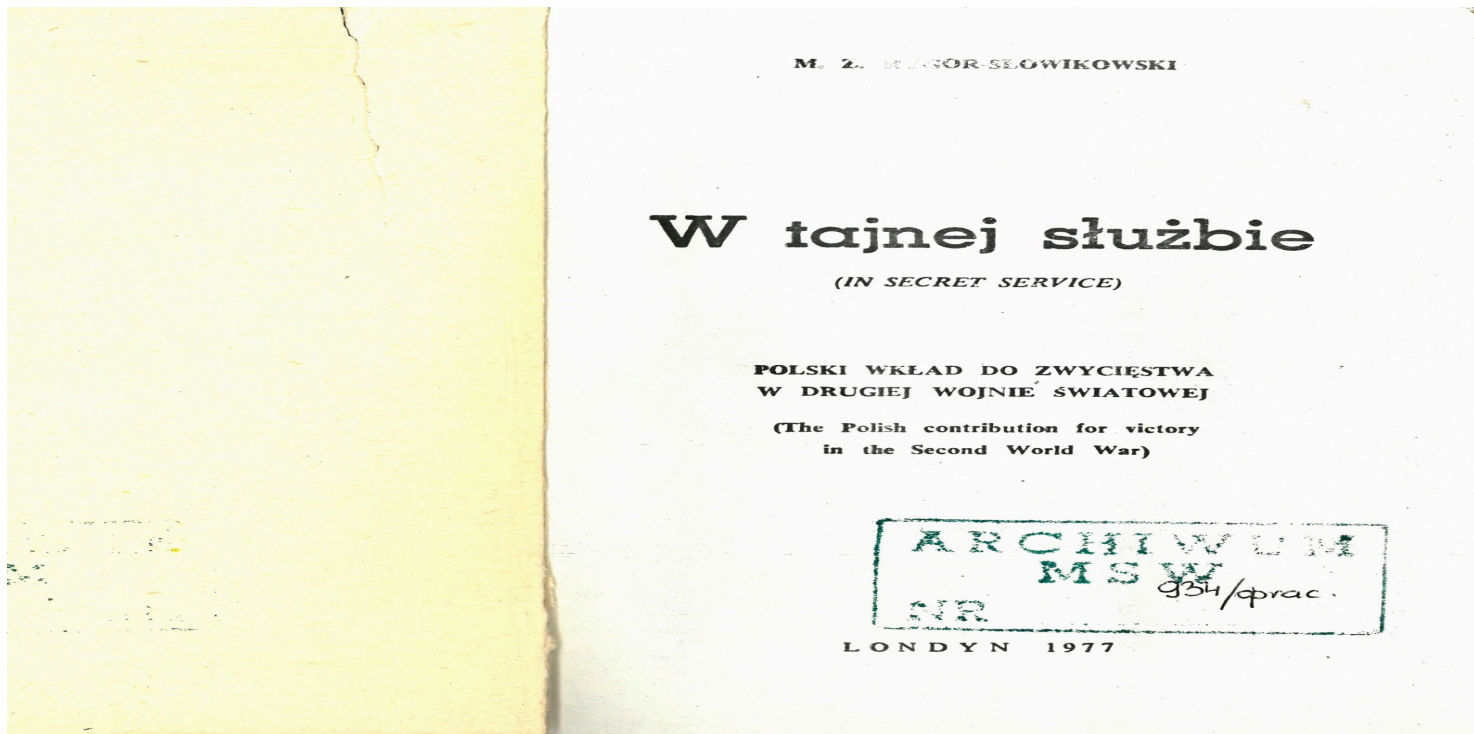 M. Z. RYGOR-SŁOWIKOWSKI
W tajnej służbie
(IN SECRET SERVICE)
POLSKI WKŁAD DO ZWYCIĘSTWA
W DRUGIEJ WOJNIE ŚWIATOWEJ
(The Polish contribution for victory
in the Second World War)
ARCHIWUM
MSW
934/oprac.
NR
LONDYN 1977